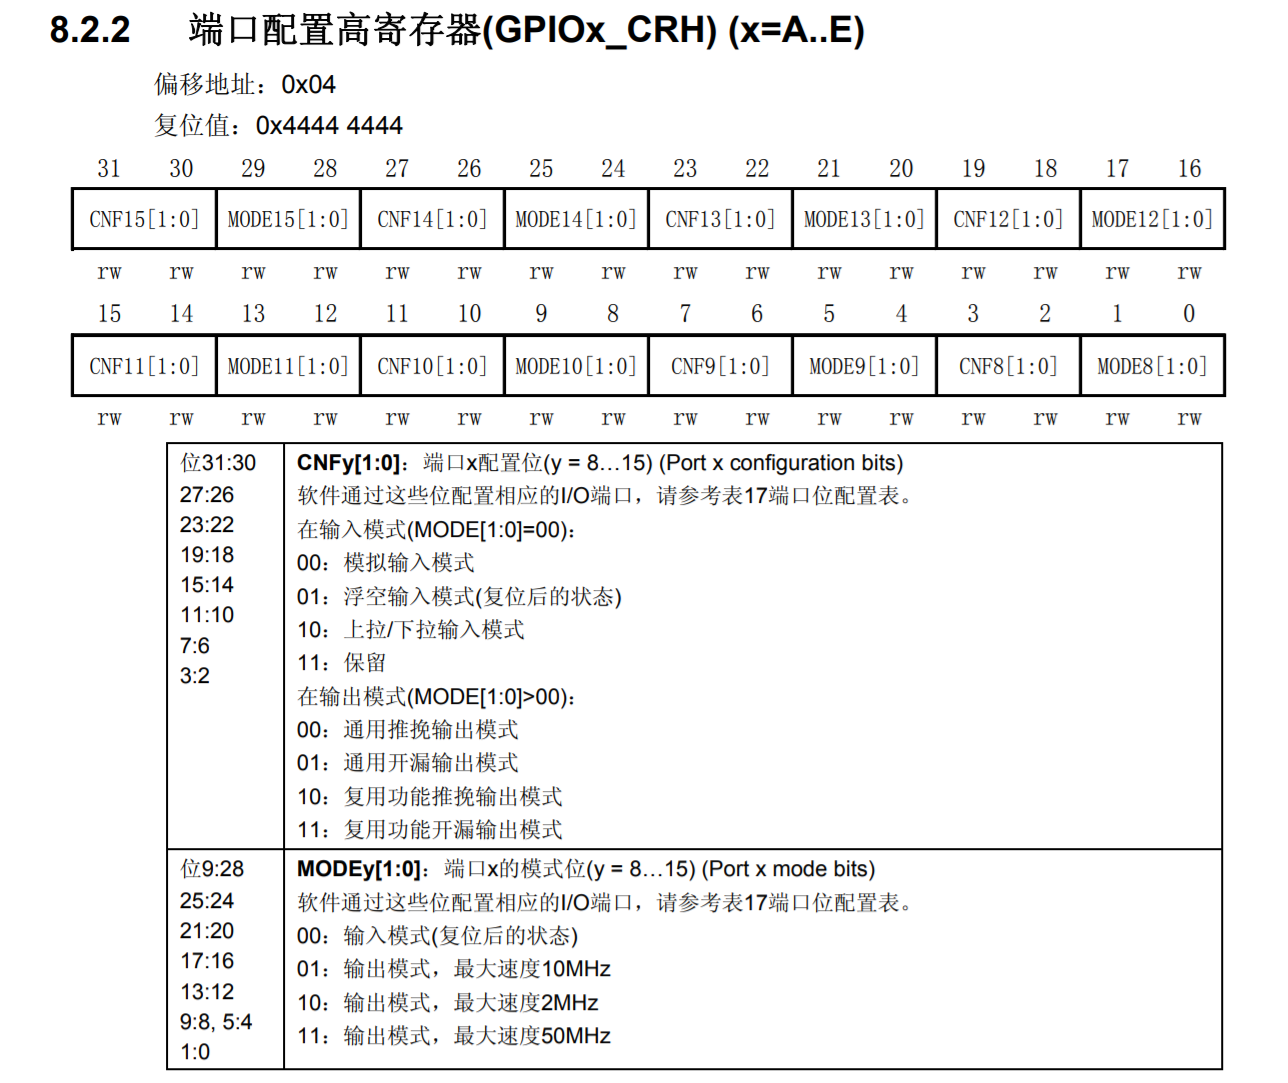 8.2.2 端口配置高寄存器(GPIOx_CRH) (x=A..E)
偏移地址：0x04
复位值：0x4444 4444
31 30 29 28 27 26 25 24 23 22 21 20 19 18 17 16
CNF15[1:0] MODE15[1:0] CNF14[1:0] MODE14[1:0] CNF13[1:0] MODE13[1:0] CNF12[1:0] MODE12[1:0]
rw rw rw rw rw rw rw rw rw rw rw rw rw rw rw rw
15 14 13 12 11 10 9 8 7 6 5 4 3 2 1 0
CNF11[1:0] MODE11[1:0] CNF10[1:0] MODE10[1:0] CNF9[1:0] MODE9[1:0] CNF8[1:0] MODE8[1:0]
rw rw rw rw rw rw rw rw rw rw rw rw rw rw rw rw
位31:30
27:26
23:22
19:18
15:14
11:10
7:6
3:2
CNFy[1:0]：端口x配置位(y = 8…15) (Port x configuration bits)
软件通过这些位配置相应的I/O端口，请参考表17端口位配置表。
在输入模式(MODE[1:0]=00)：
00：模拟输入模式
01：浮空输入模式(复位后的状态)
10：上拉/下拉输入模式
11：保留
在输出模式(MODE[1:0]>00)：
00：通用推挽输出模式
01：通用开漏输出模式
10：复用功能推挽输出模式
11：复用功能开漏输出模式
位9:28
25:24
21:20
17:16
13:12
9:8, 5:4
1:0
MODEy[1:0]：端口x的模式位(y = 8…15) (Port x mode bits)
软件通过这些位配置相应的I/O端口，请参考表17端口位配置表。
00：输入模式(复位后的状态)
01：输出模式，最大速度10MHz
10：输出模式，最大速度2MHz
11：输出模式，最大速度50MHz